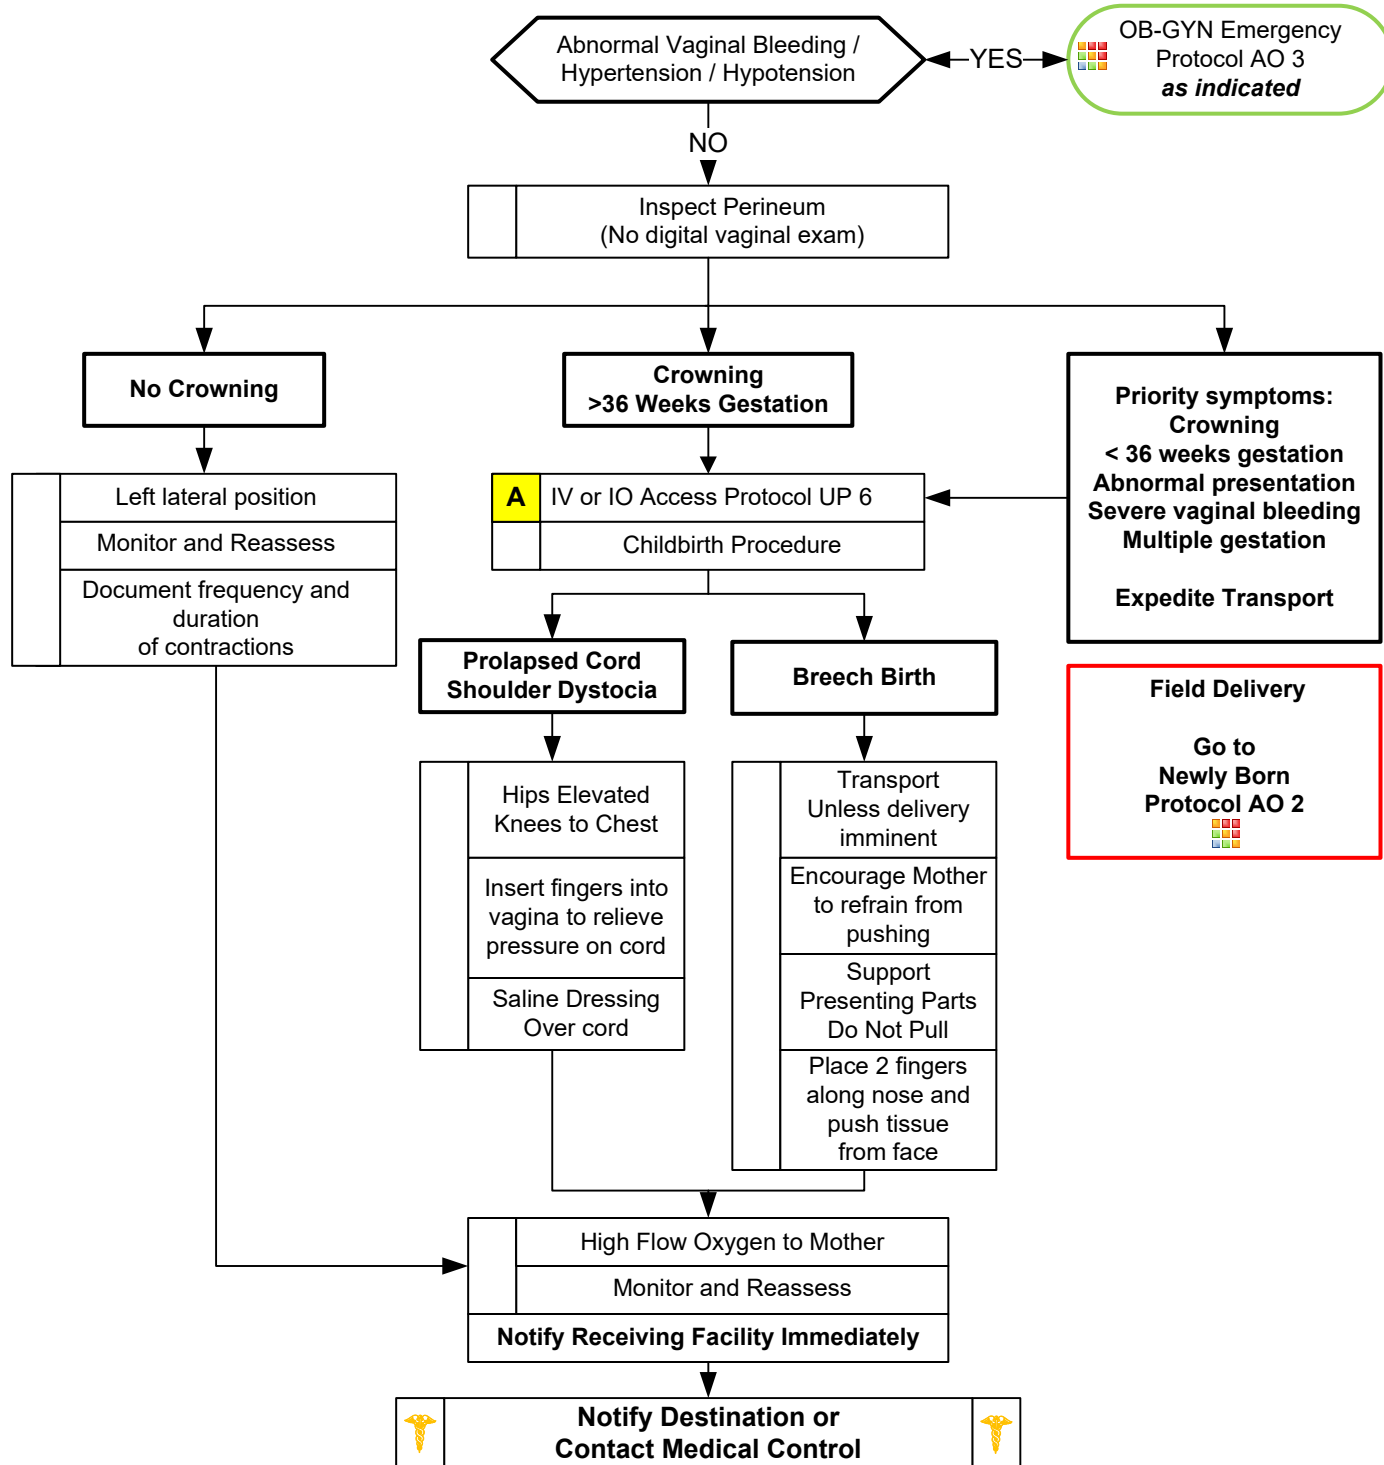 Abnormal Vaginal Bleeding /
Hypertension / Hypotension
YES
OB-GYN Emergency
Protocol AO 3
as indicated
NO
Inspect Perineum
(No digital vaginal exam)
No Crowning
Crowning
>36 Weeks Gestation
Priority symptoms:
Crowning
< 36 weeks gestation
Abnormal presentation
Severe vaginal bleeding
Multiple gestation
Expedite Transport
Left lateral position
Monitor and Reassess
Document frequency and
duration
of contractions
A
IV or IO Access Protocol UP 6
Childbirth Procedure
Prolapsed Cord
Shoulder Dystocia
Breech Birth
Field Delivery
Go to
Newly Born
Protocol AO 2
Hips Elevated
Knees to Chest
Insert fingers into
vagina to relieve
pressure on cord
Saline Dressing
Over cord
Transport
Unless delivery
imminent
Encourage Mother
to refrain from
pushing
Support
Presenting Parts
Do Not Pull
Place 2 fingers
along nose and
push tissue
from face
High Flow Oxygen to Mother
Monitor and Reassess
Notify Receiving Facility Immediately
Notify Destination or
Contact Medical Control